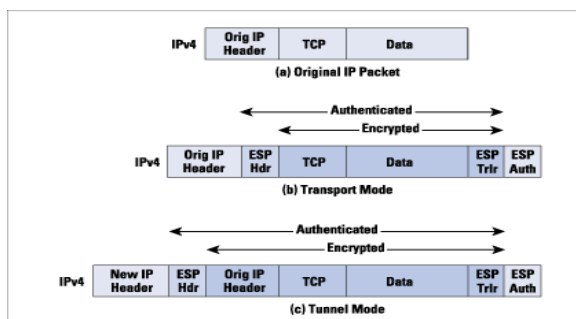 IPv4 Orig IP Header TCP Data
(a) Original IP Packet
Authenticated
Encrypted
IPv4 Orig IP Header ESP Hdr TCP Data ESP Trlr ESP Auth
(b) Transport Mode
Authenticated
Encrypted
IPv4 New IP Header ESP Hdr Orig IP Header TCP Data ESP Trlr ESP Auth
(c) Tunnel Mode